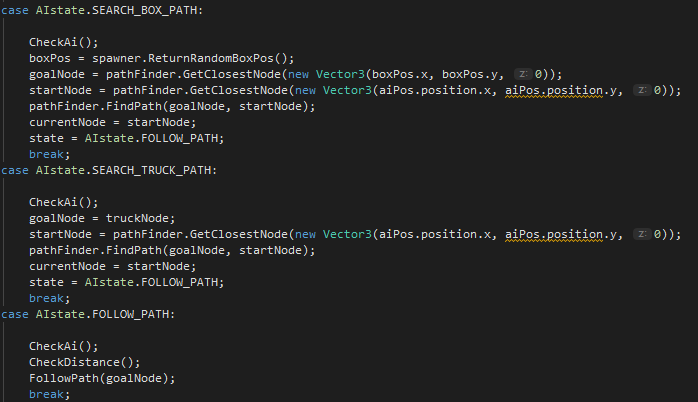 case AIstate.SEARCH_BOX_PATH:
CheckAi();
boxPos = spawner.ReturnRandomBoxPos();
goalNode = pathFinder.GetClosestNode(new Vector3(boxPos.x, boxPos.y, z: 0));
startNode = pathFinder.GetClosestNode(new Vector3(aiPos.position.x, aiPos.position.y, z: 0));
pathFinder.FindPath(goalNode, startNode);
currentNode = startNode;
state = AIstate.FOLLOW_PATH;
break;
case AIstate.SEARCH_TRUCK_PATH:
CheckAi();
goalNode = truckNode;
startNode = pathFinder.GetClosestNode(new Vector3(aiPos.position.x, aiPos.position.y, z: 0));
pathFinder.FindPath(goalNode, startNode);
currentNode = startNode;
state = AIstate.FOLLOW_PATH;
break;
case AIstate.FOLLOW_PATH:
CheckAi();
CheckDistance();
FollowPath(goalNode);
break;